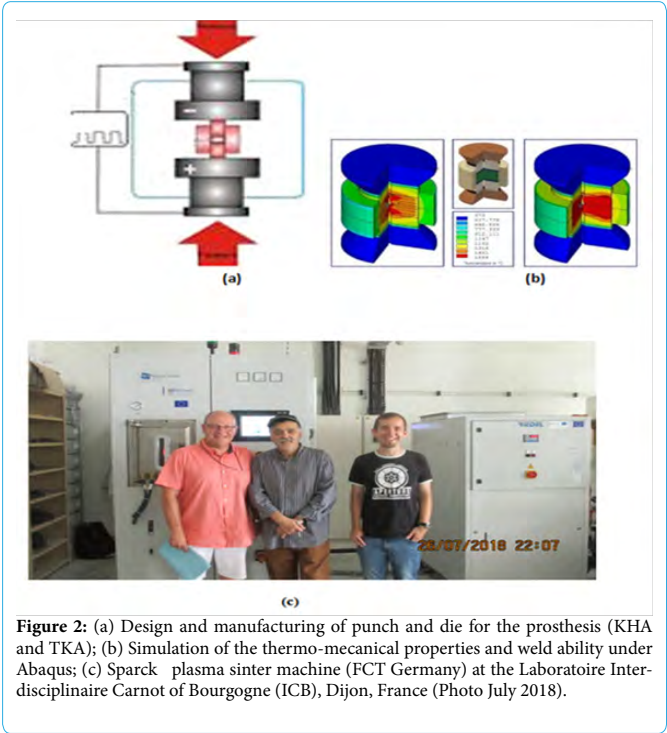 (a)
(b)
28/07/2018 22:07
(c)
Figure 2: (a) Design and manufacturing of punch and die for the prosthesis (KHA
and TKA); (b) Simulation of the thermo-mecanical properties and weld ability under
Abaqus; (c) Sparck plasma sinter machine (FCT Germany) at the Laboratoire Inter-
disciplinaire Carnot of Bourgogne (ICB), Dijon, France (Photo July 2018).